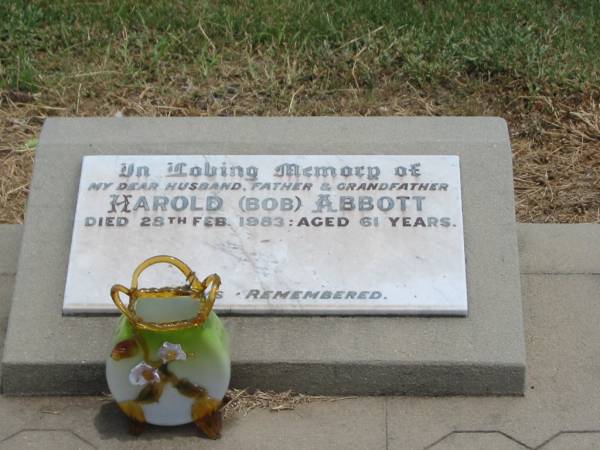 In Loving Memory of
MY DEAR HUSBAND, FATHER & GRANDFATHER
HAROLD (BOB) ABBOTT
DIED 28TH FEB. 1983: AGED 61 YEARS.
REMEMBERED.